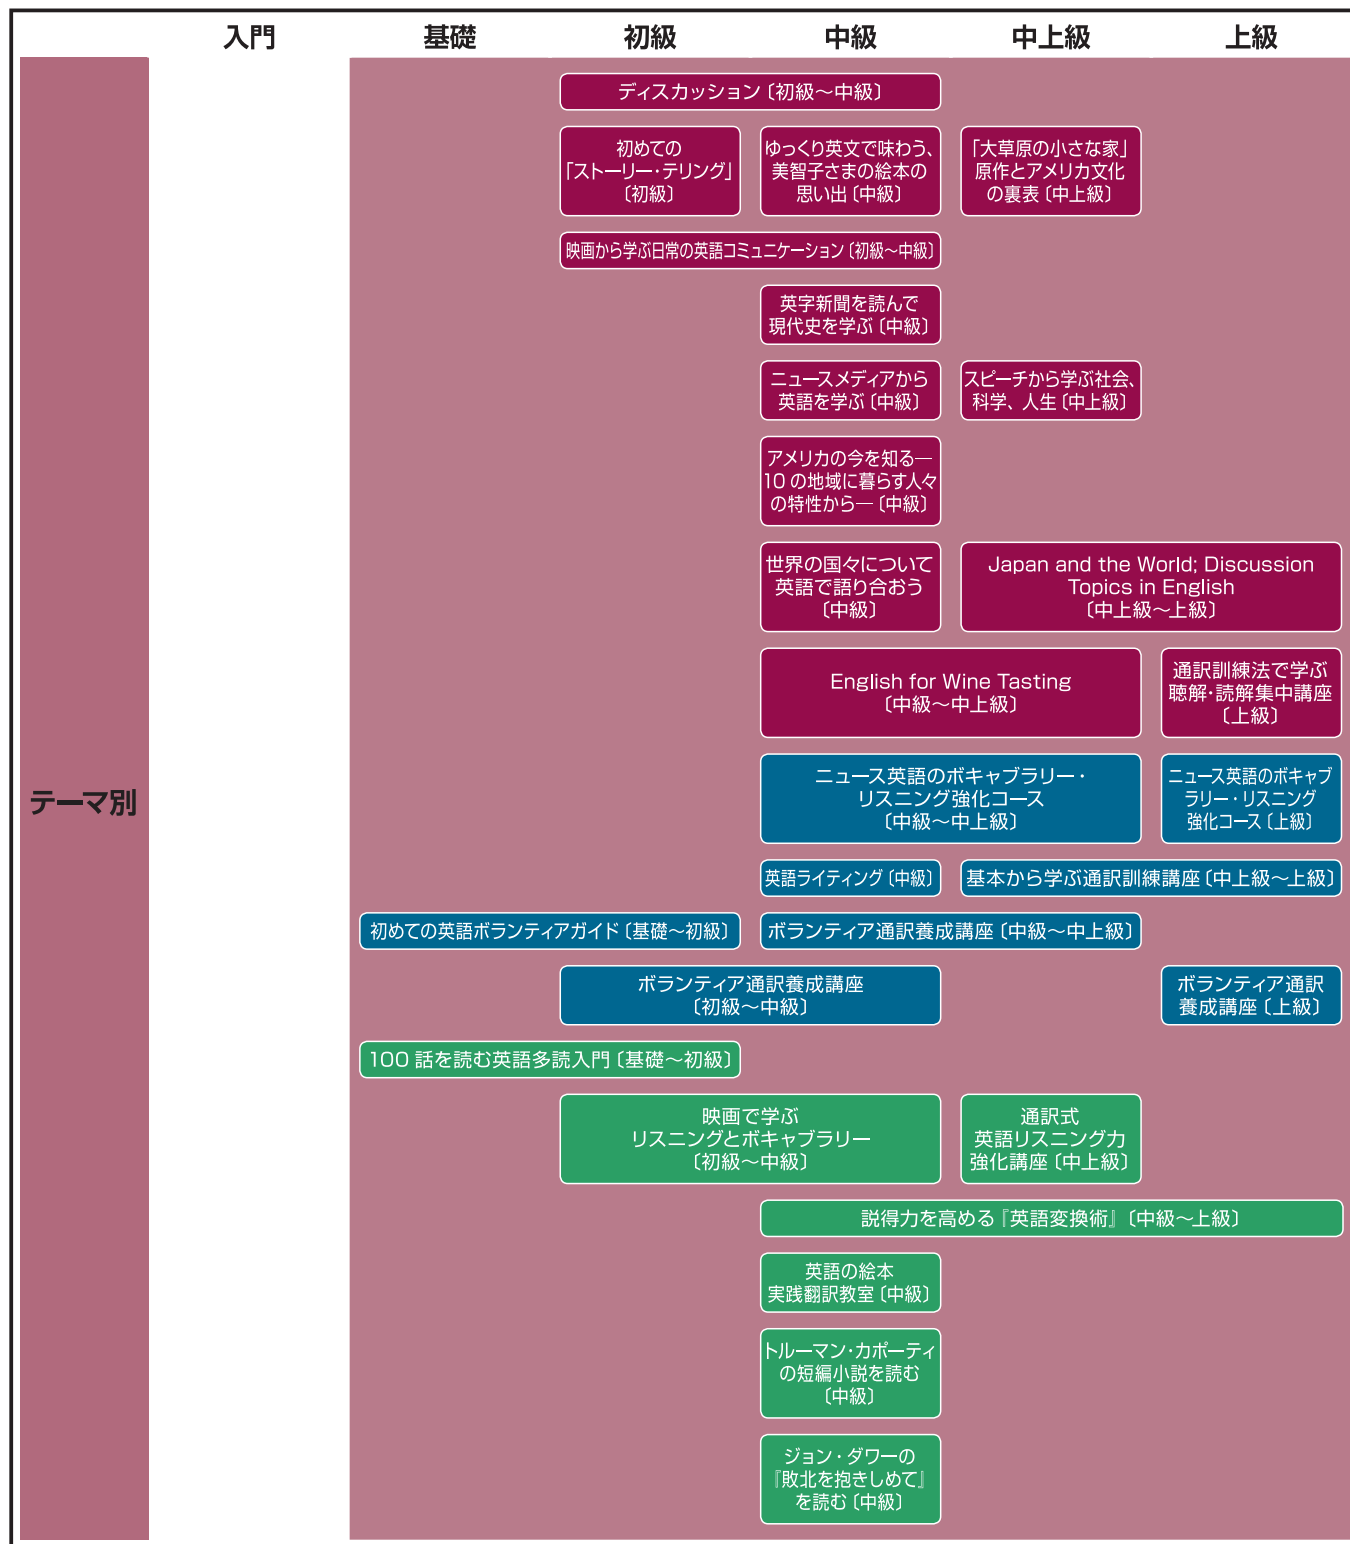 入門 基礎 初級 中級 中上級 上級
テーマ別
ディスカッション〔初級～中級〕
初めての
「ストーリー・テリング」
〔初級〕
ゆっくり英文で味わう、
美智子さまの絵本の
思い出〔中級〕
「大草原の小さな家」
原作とアメリカ文化
の裏表〔中上級〕
映画から学ぶ日常の英語コミュニケーション〔初級～中級〕
英字新聞を読んで
現代史を学ぶ〔中級〕
ニュースメディアから
英語を学ぶ〔中級〕
スピーチから学ぶ社会、
科学、人生〔中上級〕
アメリカの今を知る―
10 の地域に暮らす人々
の特性から―〔中級〕
世界の国々について
英語で語り合おう
〔中級〕
Japan and the World; Discussion
Topics in English
〔中上級～上級〕
English for Wine Tasting
〔中級～中上級〕
通訳訓練法で学ぶ
聴解・読解集中講座
〔上級〕
ニュース英語のボキャブラリー・
リスニング強化コース
〔中級～中上級〕
ニュース英語のボキャブ
ラリー・リスニング
強化コース〔上級〕
英語ライティング〔中級〕
基本から学ぶ通訳訓練講座〔中上級～上級〕
初めての英語ボランティアガイド〔基礎～初級〕
ボランティア通訳養成講座〔中級～中上級〕
ボランティア通訳養成講座
〔初級～中級〕
ボランティア通訳
養成講座〔上級〕
100 話を読む英語多読入門〔基礎～初級〕
映画で学ぶ
リスニングとボキャブラリー
〔初級～中級〕
通訳式
英語リスニング力
強化講座〔中上級〕
説得力を高める『英語変換術』〔中級～上級〕
英語の絵本
実践翻訳教室〔中級〕
トルーマン・カポーティ
の短編小説を読む
〔中級〕
ジョン・ダワーの
『敗北を抱きしめて』
を読む〔中級〕